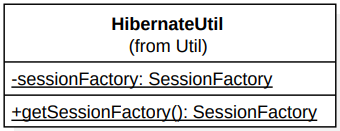 HibernateUtil
(from Util)
-sessionFactory: SessionFactory
+getSessionFactory(): SessionFactory